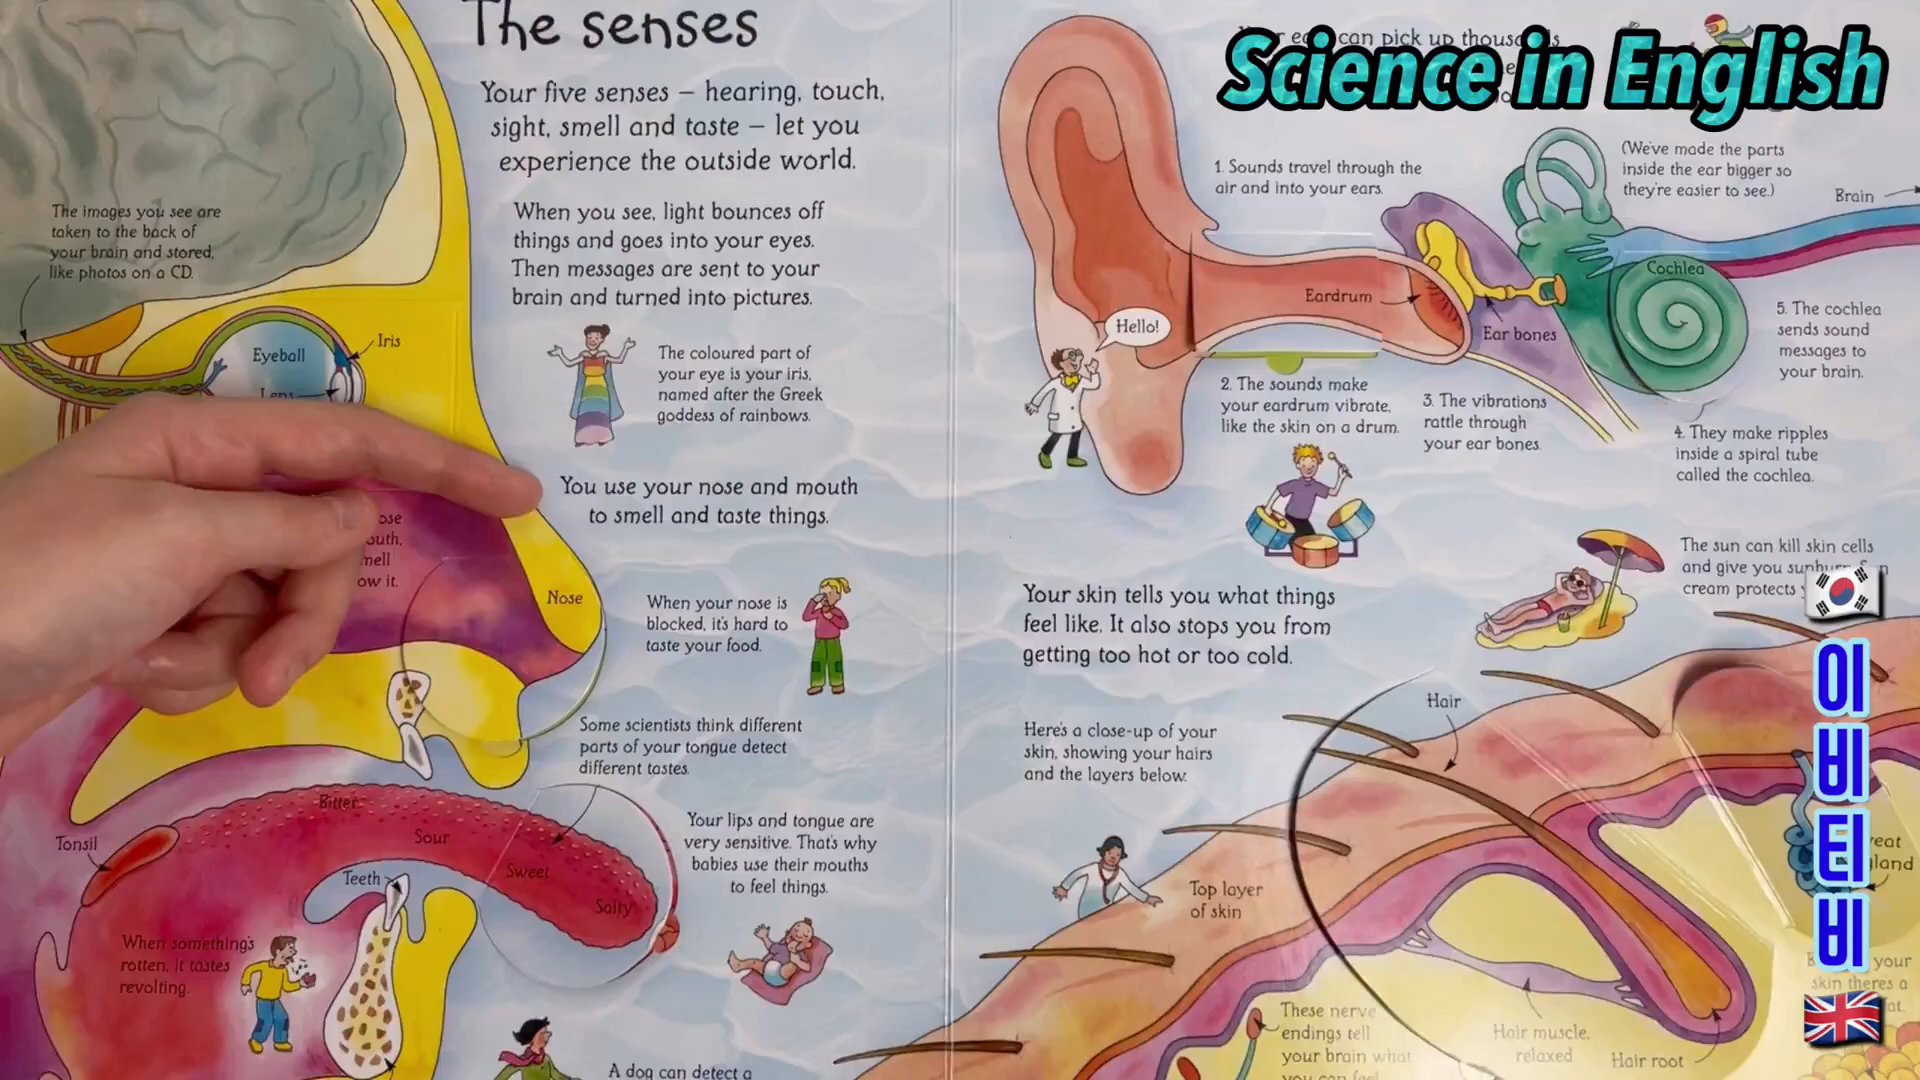 The senses
Your five senses – hearing, touch,
sight, smell and taste – let you
experience the outside world.
The images you see are
taken to the back of
your brain and stored,
like photos on a CD.
When you see, light bounces off
things and goes into your eyes.
Then messages are sent to your
brain and turned into pictures.
Iris
Eyeball
Lens
The coloured part of
your eye is your iris,
named after the Greek
goddess of rainbows.
You use your nose and mouth
to smell and taste things.
ow it.
Nose
When your nose is
blocked, it's hard to
taste your food.
Some scientists think different
parts of your tongue detect
different tastes.
Bitter
Sour
Sweet
Salty
Tonsil
Teeth
Your lips and tongue are
very sensitive. That's why
babies use their mouths
to feel things.
When something's
rotten, it tastes
revolting.
A dog can detect a
can pick up
Science in English
1. Sounds travel through the
air and into your ears.
(We've made the parts
inside the ear bigger so
they're easier to see.)
Brain
Cochlea
Eardrum
Ear bones
Hello!
2. The sounds make
your eardrum vibrate,
like the skin on a drum.
3. The vibrations
rattle through
your ear bones.
4. They make ripples
inside a spiral tube
called the cochlea.
5. The cochlea
sends sound
messages to
your brain.
The sun can kill skin cells
and give you
cream protects
Your skin tells you what things
feel like. It also stops you from
getting too hot or too cold.
Here's a close-up of your
skin, showing your hairs
and the layers below.
Hair
Top layer
of skin
These nerve
endings tell
your brain what
you can feel
Hair muscle,
relaxed
Hair root
your
skin there's a
이비티비